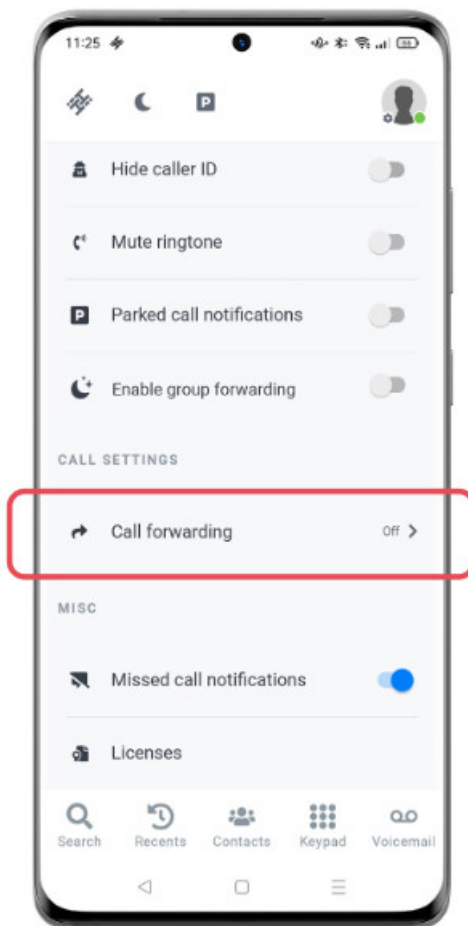 11:25
P
Hide caller ID
Mute ringtone
P Parked call notifications
Enable group forwarding
CALL SETTINGS
Call forwarding Off
MISC
Missed call notifications
Licenses
Search Recents Contacts Keypad Voicemail